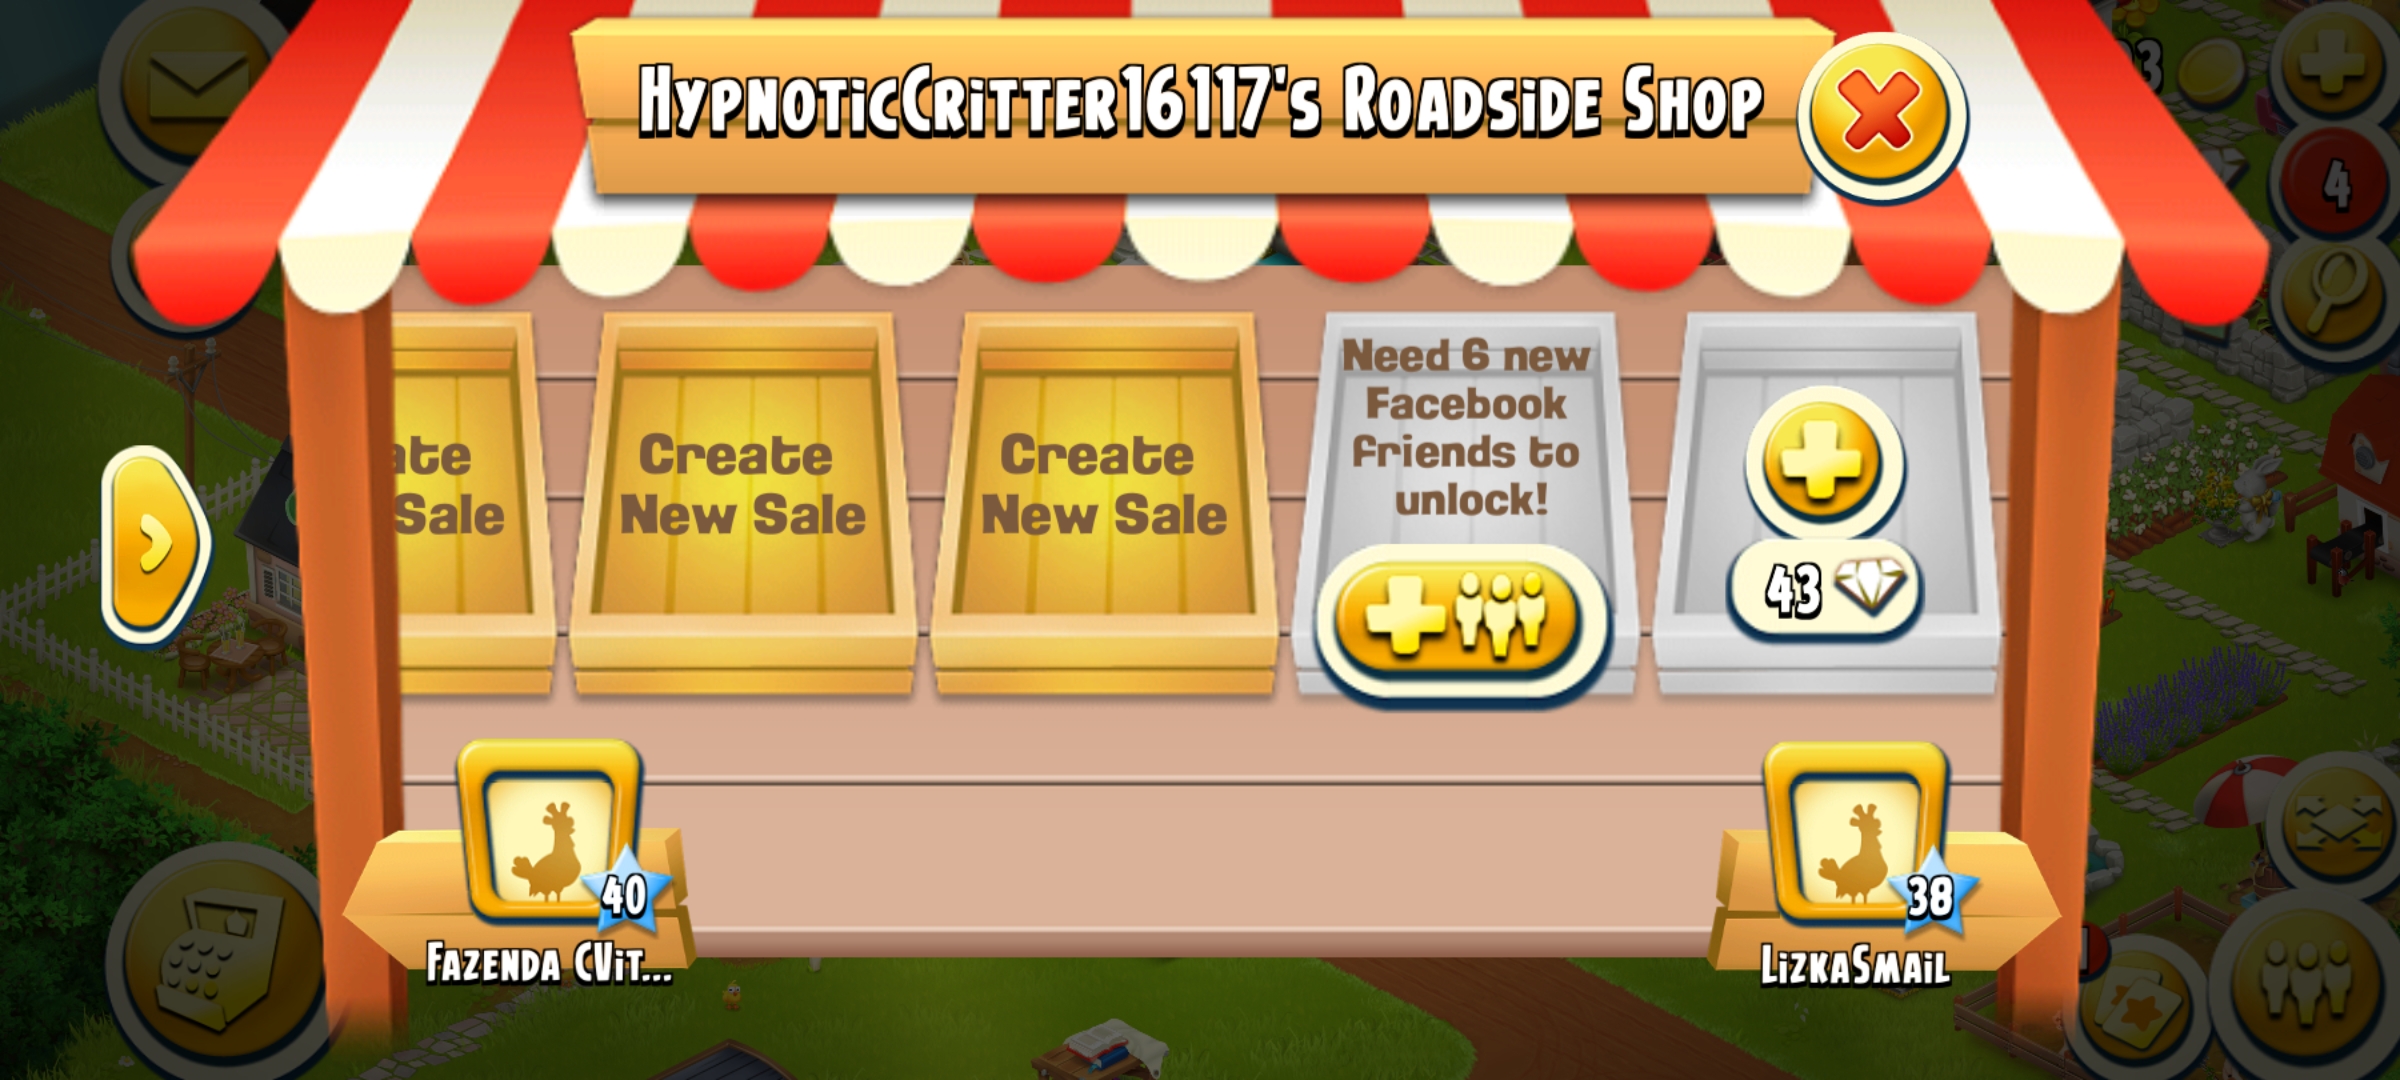 HypnoticCritter16117's Roadside Shop
4
Sale
Create
New Sale
Create
New Sale
Need 6 new
Facebook
friends to
unlock!
43
40
Fazenda CVit...
38
LizkaSmail